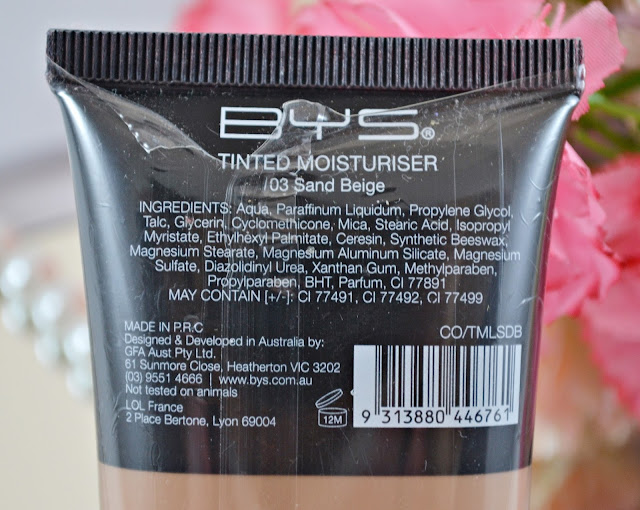 BYS®
TINTED MOISTURISER
/03 Sand Beige
INGREDIENTS: Aqua, Paraffinum Liquidum, Propylene Glycol,
Talc, Glycerin, Cyclomethicone, Mica, Stearic Acid, Isopropyl
Myristate, Ethylhexyl Palmitate, Ceresin, Synthetic Beeswax,
Magnesium Stearate, Magnesium Aluminum Silicate, Magnesium
Sulfate, Diazolidinyl Urea, Xanthan Gum, Methylparaben,
Propylparaben, BHT, Parfum, CI 77891
MAY CONTAIN [+/-]: CI 77491, CI 77492, CI 77499
MADE IN P.R.C
Designed & Developed in Australia by:
GFA Aust Pty Ltd.
61 Sunmore Close, Heatherton VIC 3202
(03) 9551 4666 | www.bys.com.au
Not tested on animals
LOL France
2 Place Bertone, Lyon 69004
12M
CO/TMLSDB
9 313880 446761